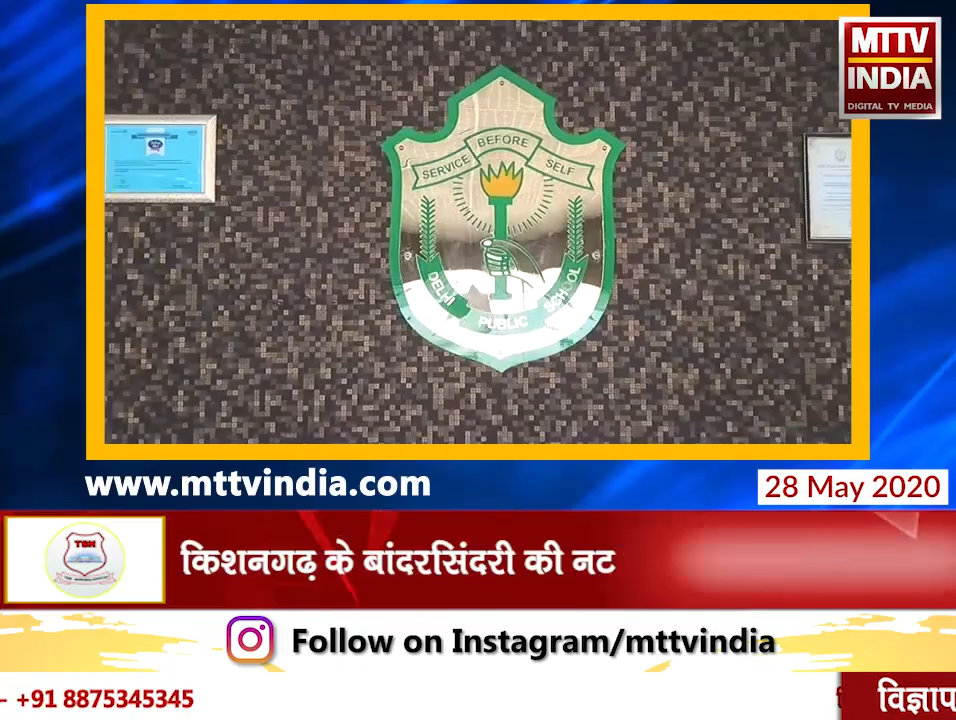 MTTV
INDIA
DIGITAL TV MEDIA
SERVICE BEFORE SELF
DELHI PUBLIC SCHOOL
www.mttvindia.com
28 May 2020
TSN
किशनगढ़ के बांदरसिंदरी की नट
Follow on Instagram/mttvindia
- +91 8875345345
विज्ञाप